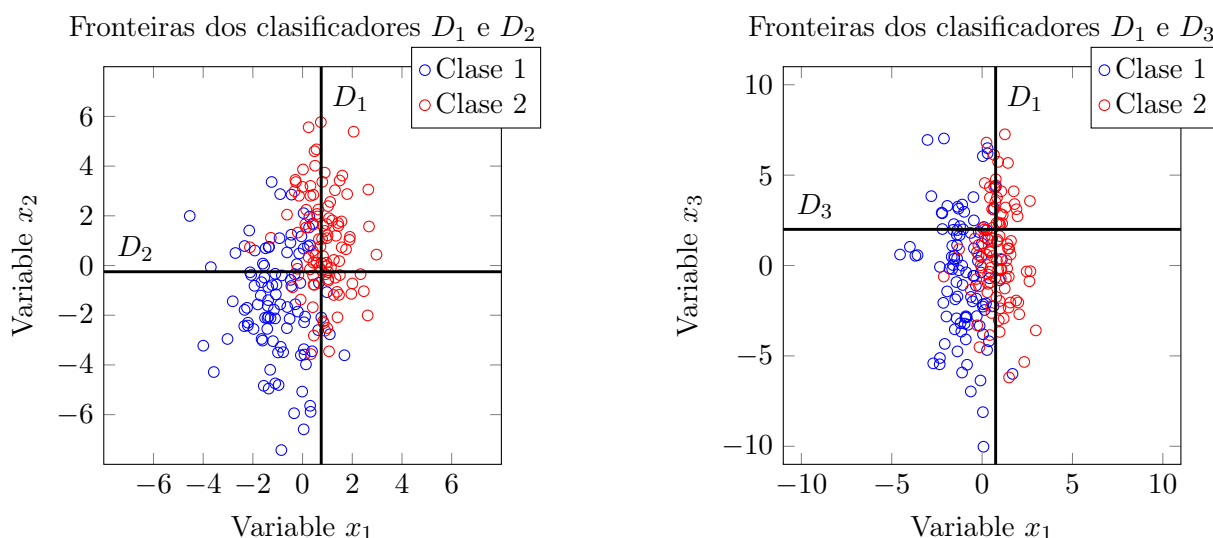 Fronteiras dos clasificadores D₁ e D₂
Clase 1
Clase 2
D₁
D₂
6
4
2
0
−2
−4
−6
−6 −4 −2 0 2 4 6
Variable x₁
Variable x₂
Fronteiras dos clasificadores D₁ e D₃
Clase 1
Clase 2
D₁
D₃
10
5
0
−5
−10
−10 −5 0 5 10
Variable x₁
Variable x₃